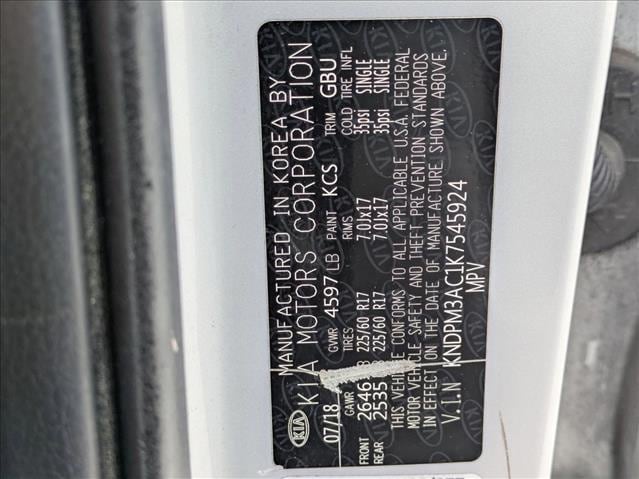 KIA
MANUFACTURED IN KOREA BY
KIA MOTORS CORPORATION
07/18 GVWR 4597 LB PAINT KCS TRIM GBU
GAWR TIRES RIMS COLD TIRE INFL
FRONT 2646 225/60 R17 7.0Jx17 35psi SINGLE
REAR 2535 225/60 R17 7.0Jx17 35psi SINGLE
THIS VEHICLE CONFORMS TO ALL APPLICABLE U.S.A. FEDERAL
MOTOR VEHICLE SAFETY AND THEFT PREVENTION STANDARDS
IN EFFECT ON THE DATE OF MANUFACTURE SHOWN ABOVE.
V.I.N KNDPM3AC1K7545924
MPV